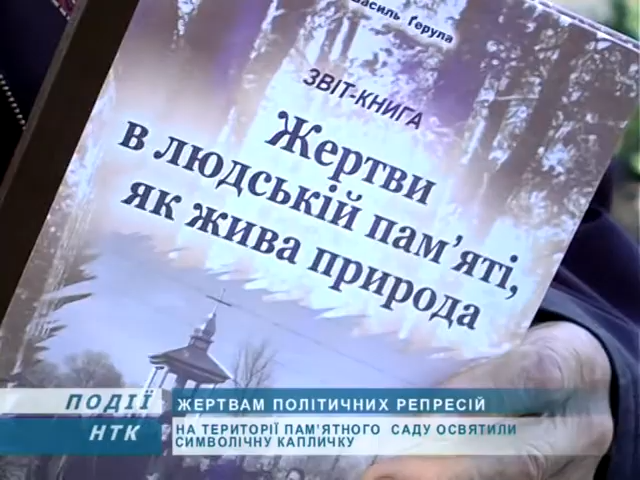 Василь Ґерула
ЗВІТ-КНИГА
Жертви
в людській пам'яті,
як жива природа
ПОДІЇ
НТК
ЖЕРТВАМ ПОЛІТИЧНИХ РЕПРЕСІЙ
НА ТЕРИТОРІЇ ПАМ'ЯТНОГО САДУ ОСВЯТИЛИ
СИМВОЛІЧНУ КАПЛИЧКУ